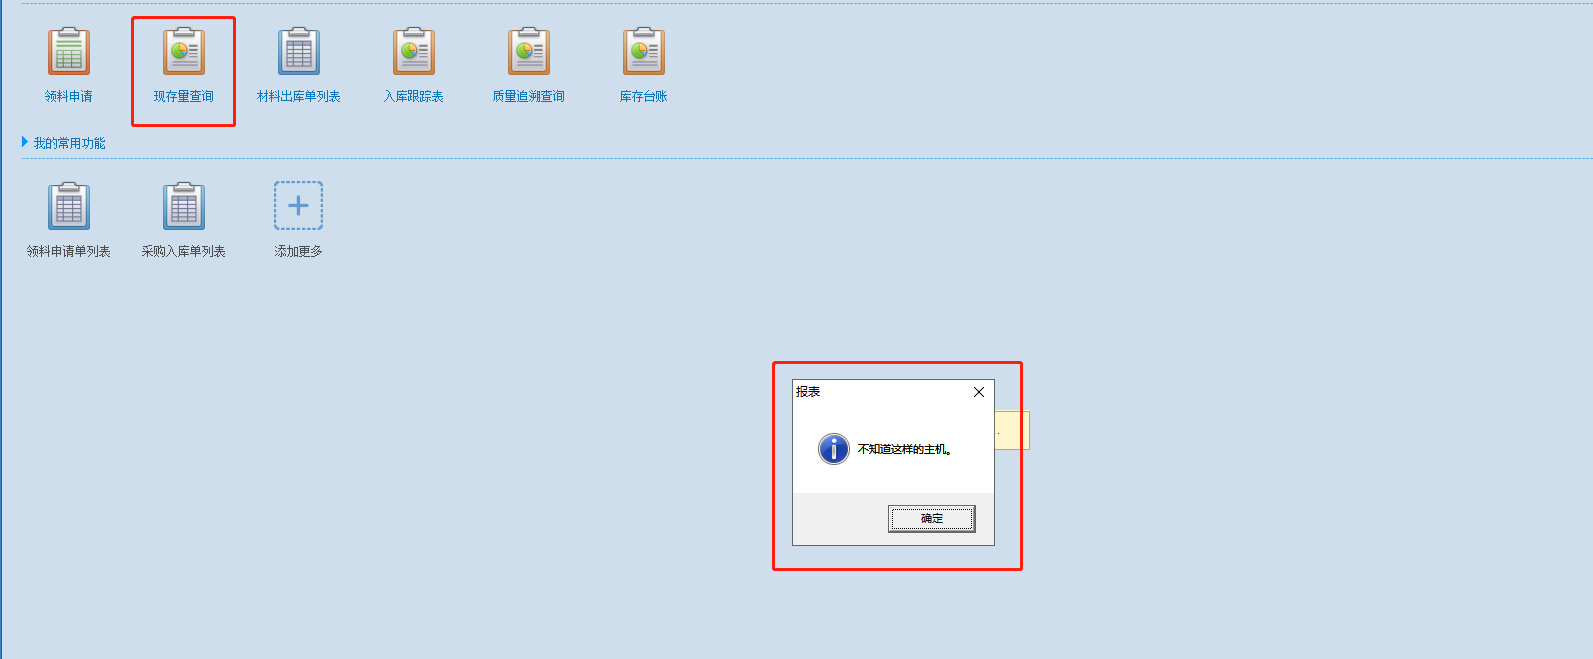 领料申请
现存量查询
材料出库单列表
入库跟踪表
质量追溯查询
库存台账
我的常用功能
领料申请单列表
采购入库单列表
添加更多
报表
不知道这样的主机。
确定